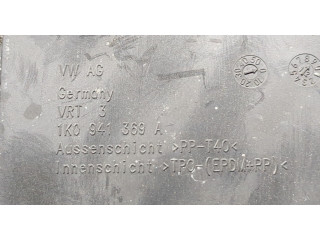 VW AG
Germany
VRT 3
1K0 941 369 A
Aussenschicht >PP-T40<
Innenschicht >TPO-(EPDM+PP)<